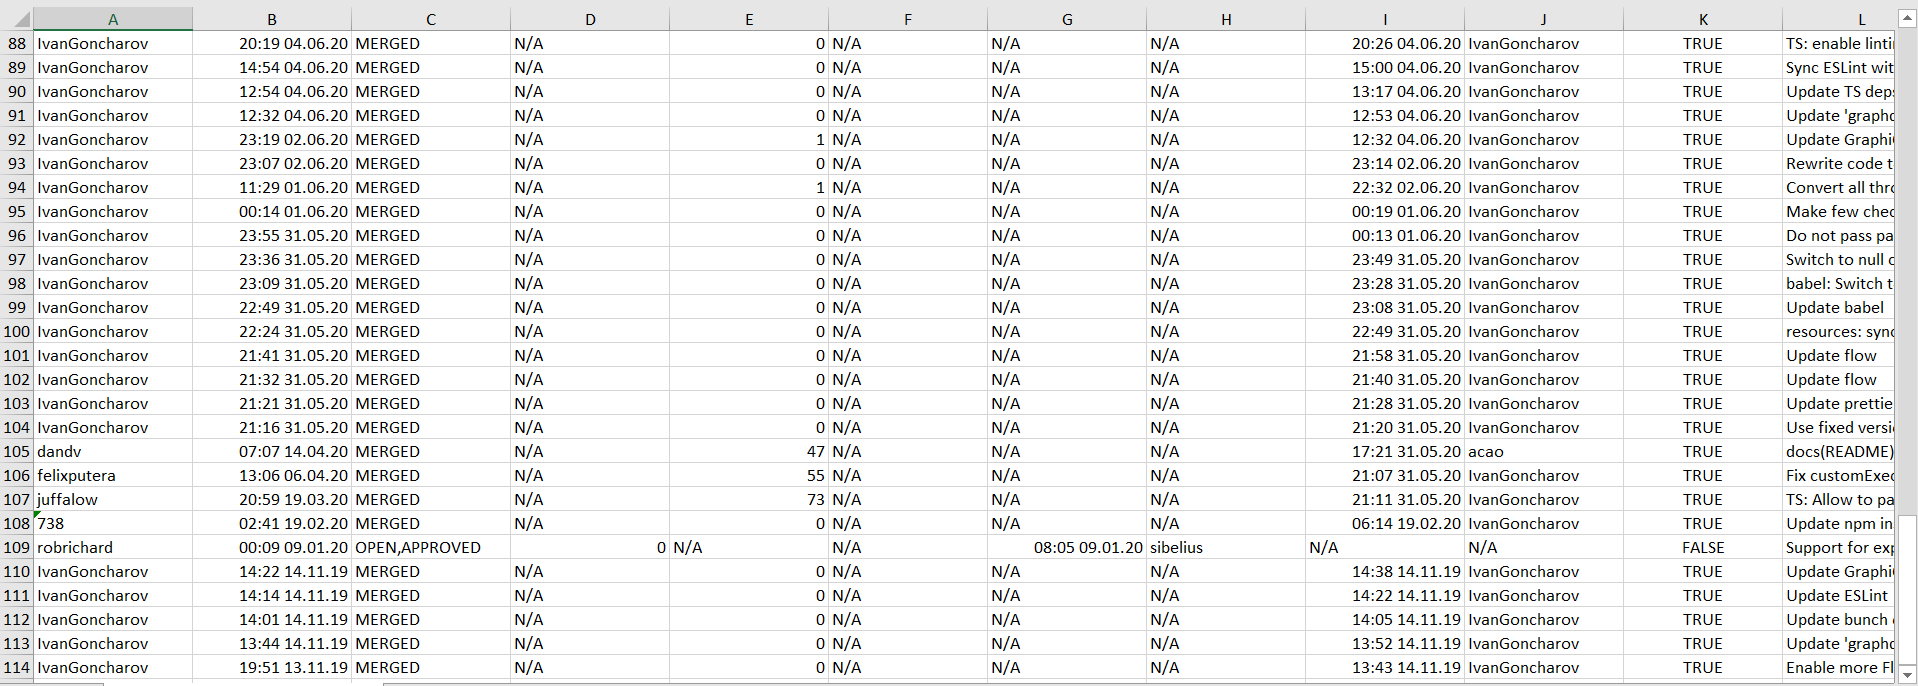 A B C D E F G H I J K L
88 IvanGoncharov 20:19 04.06.20 MERGED N/A 0 N/A N/A N/A 20:26 04.06.20 IvanGoncharov TRUE TS: enable linti
89 IvanGoncharov 14:54 04.06.20 MERGED N/A 0 N/A N/A N/A 15:00 04.06.20 IvanGoncharov TRUE Sync ESLint wit
90 IvanGoncharov 12:54 04.06.20 MERGED N/A 0 N/A N/A N/A 13:17 04.06.20 IvanGoncharov TRUE Update TS deps
91 IvanGoncharov 12:32 04.06.20 MERGED N/A 0 N/A N/A N/A 12:53 04.06.20 IvanGoncharov TRUE Update 'graphq
92 IvanGoncharov 23:19 02.06.20 MERGED N/A 1 N/A N/A N/A 12:32 04.06.20 IvanGoncharov TRUE Update Graphi
93 IvanGoncharov 23:07 02.06.20 MERGED N/A 0 N/A N/A N/A 23:14 02.06.20 IvanGoncharov TRUE Rewrite code t
94 IvanGoncharov 11:29 01.06.20 MERGED N/A 1 N/A N/A N/A 22:32 02.06.20 IvanGoncharov TRUE Convert all thro
95 IvanGoncharov 00:14 01.06.20 MERGED N/A 0 N/A N/A N/A 00:19 01.06.20 IvanGoncharov TRUE Make few chec
96 IvanGoncharov 23:55 31.05.20 MERGED N/A 0 N/A N/A N/A 00:13 01.06.20 IvanGoncharov TRUE Do not pass pa
97 IvanGoncharov 23:36 31.05.20 MERGED N/A 0 N/A N/A N/A 23:49 31.05.20 IvanGoncharov TRUE Switch to null c
98 IvanGoncharov 23:09 31.05.20 MERGED N/A 0 N/A N/A N/A 23:28 31.05.20 IvanGoncharov TRUE babel: Switch t
99 IvanGoncharov 22:49 31.05.20 MERGED N/A 0 N/A N/A N/A 23:08 31.05.20 IvanGoncharov TRUE Update babel
100 IvanGoncharov 22:24 31.05.20 MERGED N/A 0 N/A N/A N/A 22:49 31.05.20 IvanGoncharov TRUE resources: sync
101 IvanGoncharov 21:41 31.05.20 MERGED N/A 0 N/A N/A N/A 21:58 31.05.20 IvanGoncharov TRUE Update flow
102 IvanGoncharov 21:32 31.05.20 MERGED N/A 0 N/A N/A N/A 21:40 31.05.20 IvanGoncharov TRUE Update flow
103 IvanGoncharov 21:21 31.05.20 MERGED N/A 0 N/A N/A N/A 21:28 31.05.20 IvanGoncharov TRUE Update prettie
104 IvanGoncharov 21:16 31.05.20 MERGED N/A 0 N/A N/A N/A 21:20 31.05.20 IvanGoncharov TRUE Use fixed versi
105 dandv 07:07 14.04.20 MERGED N/A 47 N/A N/A N/A 17:21 31.05.20 acao TRUE docs(README)
106 felixputera 13:06 06.04.20 MERGED N/A 55 N/A N/A N/A 21:07 31.05.20 IvanGoncharov TRUE Fix customExec
107 juffalow 20:59 19.03.20 MERGED N/A 73 N/A N/A N/A 21:11 31.05.20 IvanGoncharov TRUE TS: Allow to pa
108 738 02:41 19.02.20 MERGED N/A 0 N/A N/A N/A 06:14 19.02.20 IvanGoncharov TRUE Update npm in
109 robrichard 00:09 09.01.20 OPEN,APPROVED 0 N/A N/A 08:05 09.01.20 sibelius N/A N/A FALSE Support for exp
110 IvanGoncharov 14:22 14.11.19 MERGED N/A 0 N/A N/A N/A 14:38 14.11.19 IvanGoncharov TRUE Update Graphi
111 IvanGoncharov 14:14 14.11.19 MERGED N/A 0 N/A N/A N/A 14:22 14.11.19 IvanGoncharov TRUE Update ESLint
112 IvanGoncharov 14:01 14.11.19 MERGED N/A 0 N/A N/A N/A 14:05 14.11.19 IvanGoncharov TRUE Update bunch
113 IvanGoncharov 13:44 14.11.19 MERGED N/A 0 N/A N/A N/A 13:52 14.11.19 IvanGoncharov TRUE Update 'graphq
114 IvanGoncharov 19:51 13.11.19 MERGED N/A 0 N/A N/A N/A 13:43 14.11.19 IvanGoncharov TRUE Enable more Fl